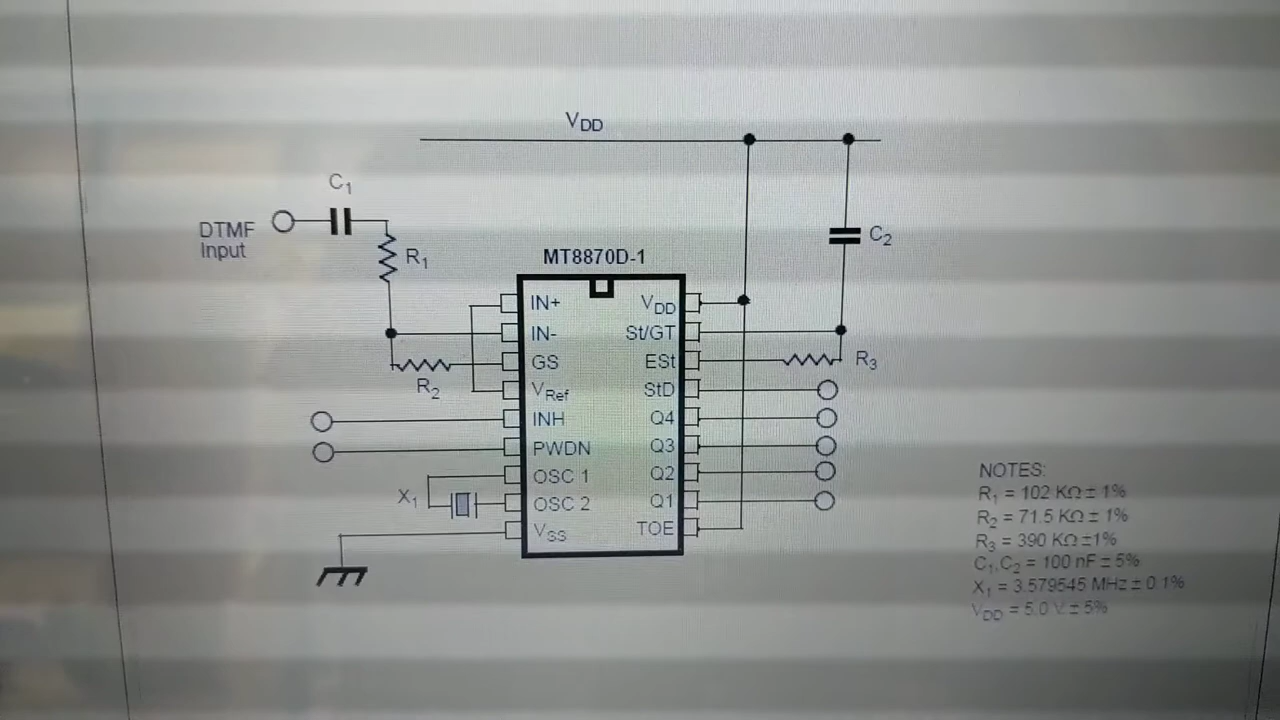 VDD
C1
DTMF
Input
R1
C2
MT8870D-1
IN+
VDD
IN-
St/GT
GS
ESt
R3
R2
VRef
StD
INH
Q4
PWDN
Q3
OSC 1
Q2
X1
OSC 2
Q1
VSS
TOE
NOTES:
R1 = 102 KΩ ± 1%
R2 = 71.5 KΩ ± 1%
R3 = 390 KΩ ±1%
C1,C2 = 100 nF ± 5%
X1 = 3.579545 MHz ± 0.1%
VDD = 5.0 V ± 5%